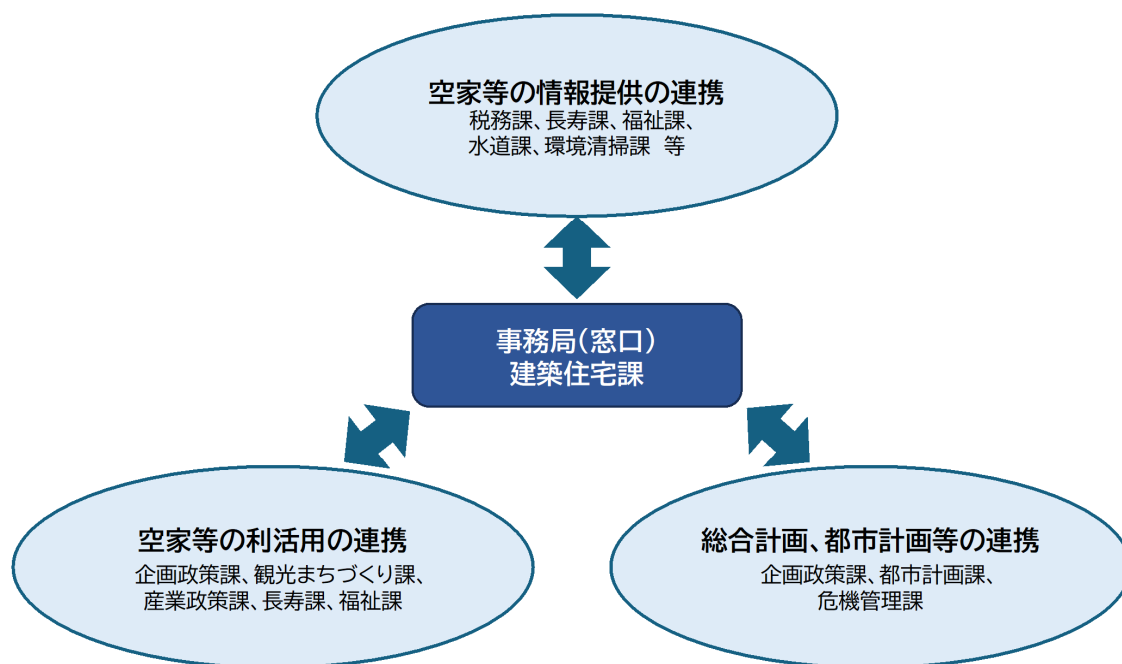 空家等の情報提供の連携
税務課、長寿課、福祉課、
水道課、環境清掃課 等
事務局(窓口)
建築住宅課
空家等の利活用の連携
企画政策課、観光まちづくり課、
産業政策課、長寿課、福祉課
総合計画、都市計画等の連携
企画政策課、都市計画課、
危機管理課